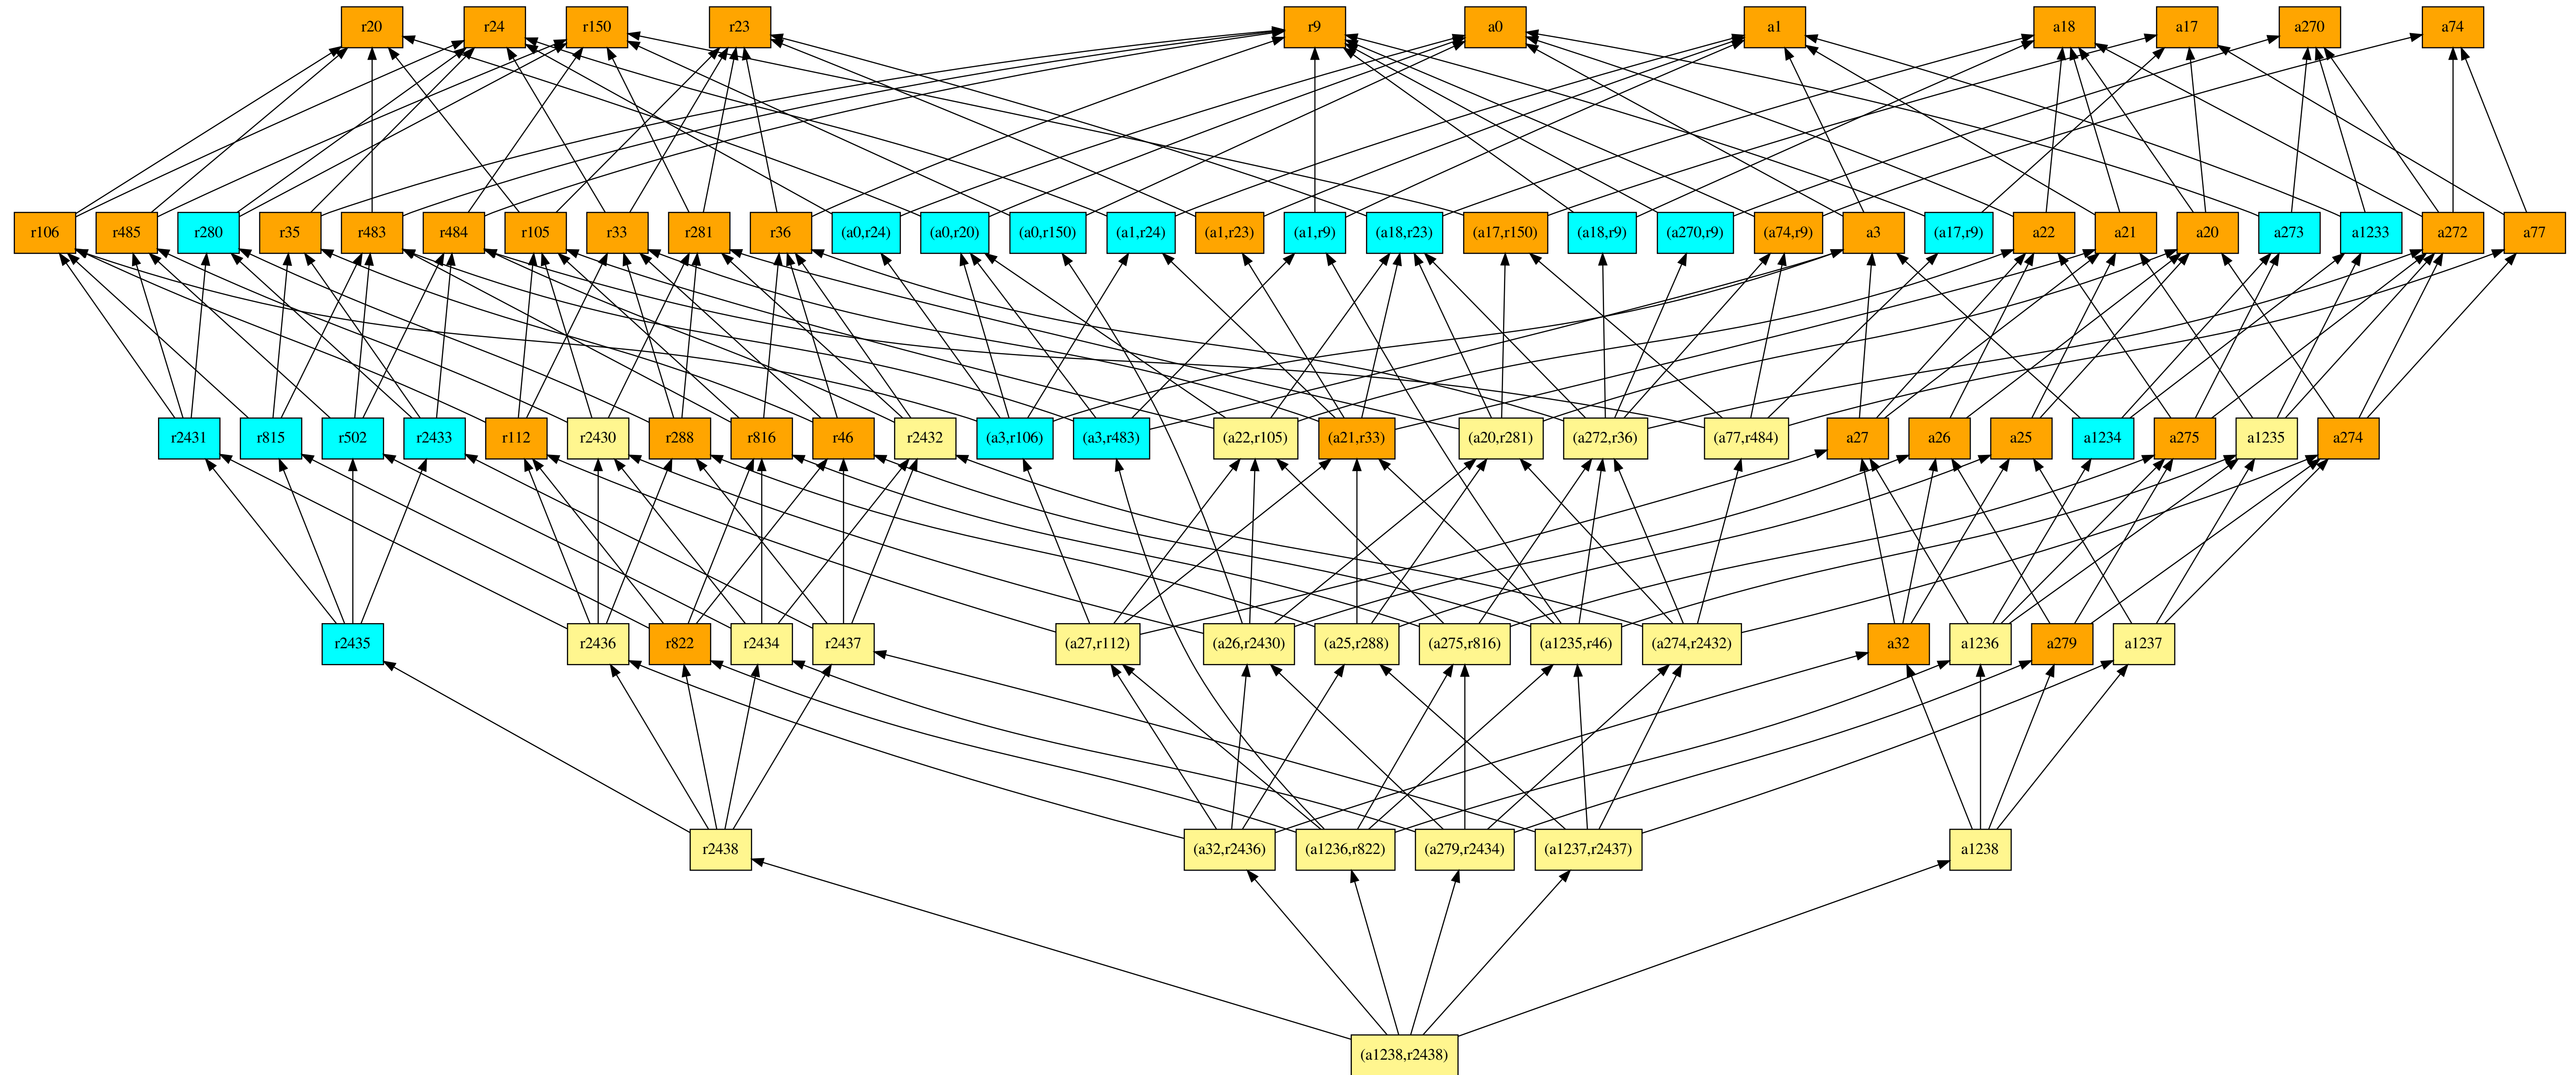 r20 r24 r150 r23 r9 a0 a1 a18 a17 a270 a74
r106 r485 r280 r35 r483 r484 r105 r33 r281 r36 (a0,r24) (a0,r20) (a0,r150) (a1,r24) (a1,r23) (a1,r9) (a18,r23) (a17,r150) (a18,r9) (a270,r9) (a74,r9) a3 (a17,r9) a22 a21 a20 a273 a1233 a272 a77
r2431 r815 r502 r2433 r112 r2430 r288 r816 r46 r2432 (a3,r106) (a3,r483) (a22,r105) (a21,r33) (a20,r281) (a272,r36) (a77,r484) a27 a26 a25 a1234 a275 a1235 a274
r2435 r2436 r822 r2434 r2437 (a27,r112) (a26,r2430) (a25,r288) (a275,r816) (a1235,r46) (a274,r2432) a32 a1236 a279 a1237
r2438 (a32,r2436) (a1236,r822) (a279,r2434) (a1237,r2437) a1238
(a1238,r2438)